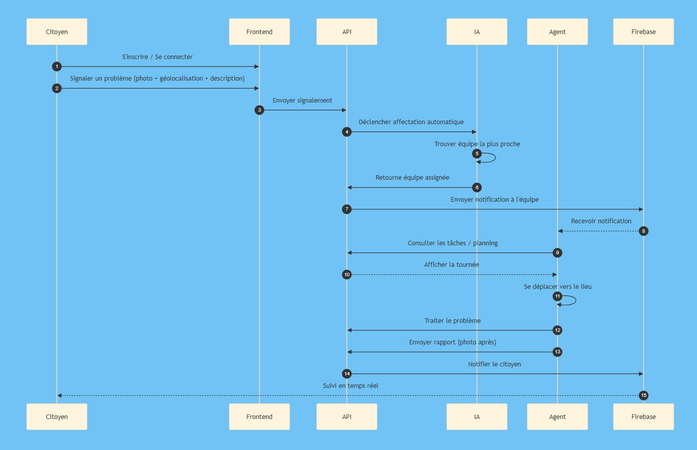 Citoyen Frontend API IA Agent Firebase
S'inscrire / Se connecter
1
Signaler un problème (photo + géolocalisation + description)
2
Envoyer signalement
3
Déclencher affectation automatique
4
Trouver équipe la plus proche
5
Retourne équipe assignée
6
Envoyer notification à l'équipe
7
Recevoir notification
8
Consulter les tâches / planning
9
Afficher la tournée
10
Se déplacer vers le lieu
11
Traiter le problème
12
Envoyer rapport (photo après)
13
Notifier le citoyen
14
Suivi en temps réel
15
Citoyen Frontend API IA Agent Firebase